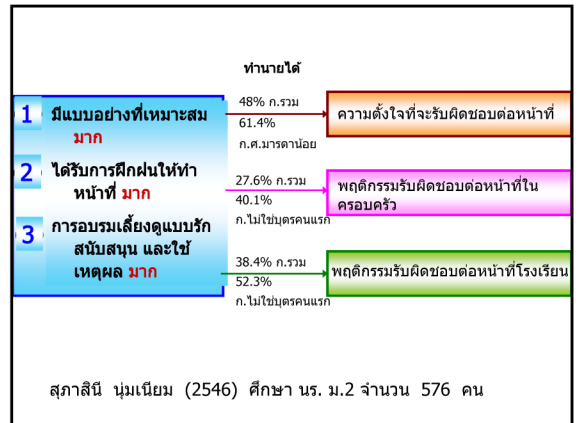 ทำนายได้
1 มีแบบอย่างที่เหมาะสม
มาก
2 ได้รับการฝึกฝนให้ทำ
หน้าที่ มาก
3 การอบรมเลี้ยงดูแบบรัก
สนับสนุน และใช้
เหตุผล มาก
48% ก.รวม
61.4%
ก.ศ.มารดาน้อย
ความตั้งใจที่จะรับผิดชอบต่อหน้าที่
27.6% ก.รวม
40.1%
ก.ไม่ใช่บุตรคนแรก
พฤติกรรมรับผิดชอบต่อหน้าที่ใน
ครอบครัว
38.4% ก.รวม
52.3%
ก.ไม่ใช่บุตรคนแรก
พฤติกรรมรับผิดชอบต่อหน้าที่โรงเรียน
สุภาสินี นุ่มเนียม (2546) ศึกษา นร. ม.2 จำนวน 576 คน